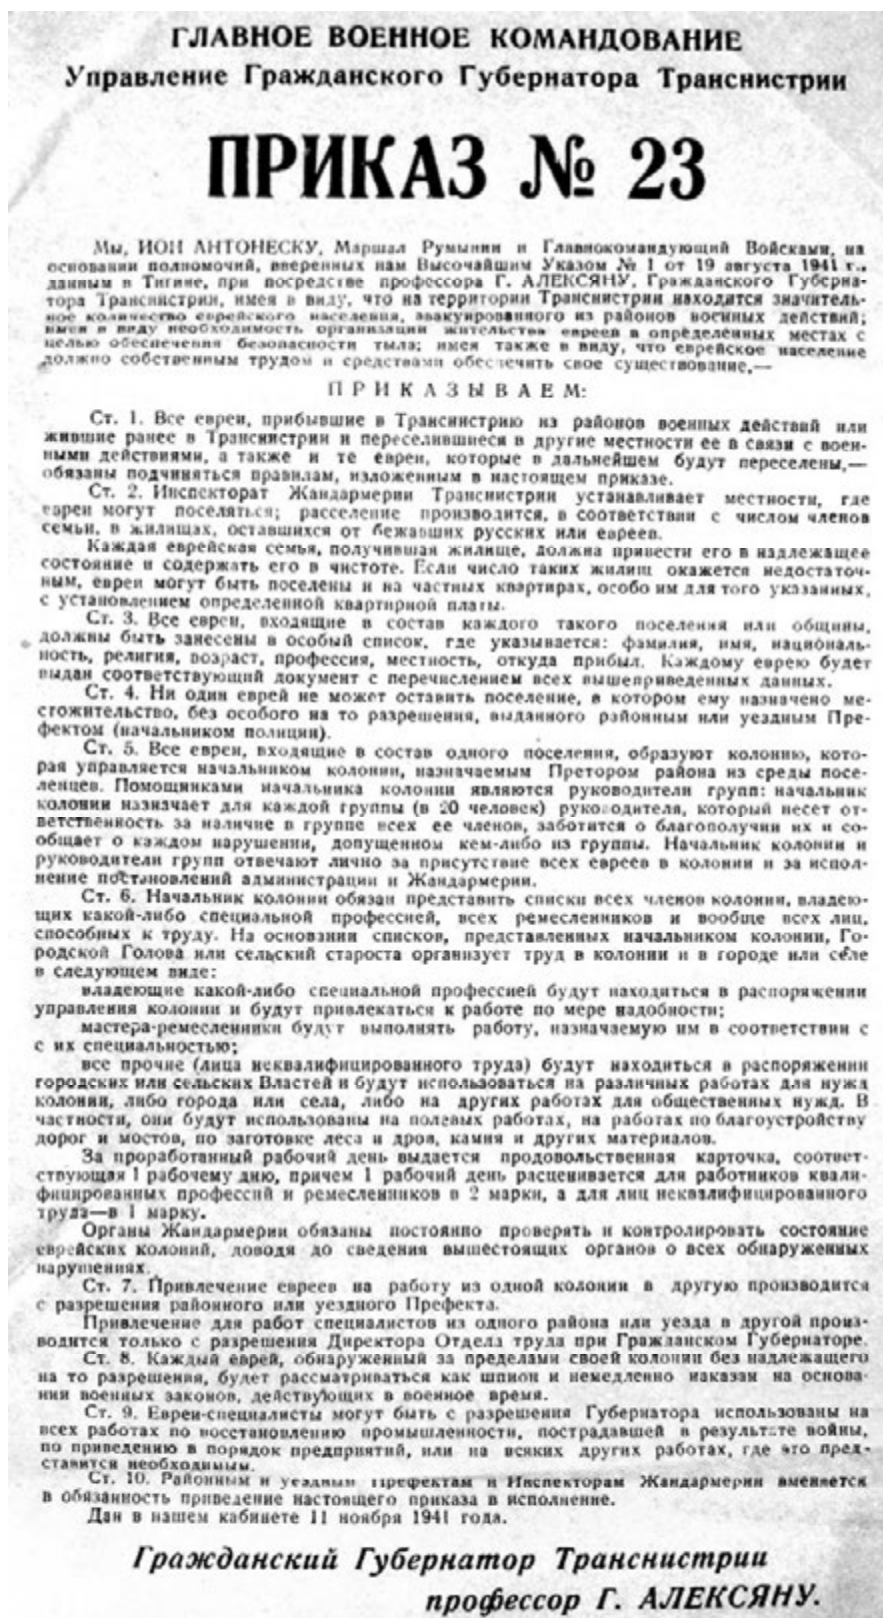 ГЛАВНОЕ ВОЕННОЕ КОМАНДОВАНИЕ
Управление Гражданского Губернатора Транснистрии
ПРИКАЗ № 23
Мы, ИОН АНТОНЕСКУ, Маршал Румынии и Главнокомандующий Войсками, на
основании полномочий, вверенных нам Высочайшим Указом № 1 от 19 августа 1941 г.,
данным в Тигине, при посредстве профессора Г. АЛЕКСЯНУ, Гражданского Губерна-
тора Транснистрии, имея в виду, что на территории Транснистрии находится значитель-
ное количество еврейского населения, эвакуированного из районов военных действий;
имея в виду необходимость организации жительства евреев в определенных местах с
целью обеспечения безопасности тыла; имея также в виду, что еврейское население
должно собственным трудом и средствами обеспечить свое существование,—
ПРИКАЗЫВАЕМ:
Ст. 1. Все евреи, прибывшие в Транснистрию из районов военных действий или
жившие ранее в Транснистрии и переселившиеся в другие местности ее в связи с воен-
ными действиями, а также и те евреи, которые в дальнейшем будут переселены,—
обязаны подчиняться правилам, изложенным в настоящем приказе.
Ст. 2. Инспекторат Жандармерии Транснистрии устанавливает местности, где
евреи могут поселяться; расселение производится, в соответствии с числом членов
семьи, в жилищах, оставшихся от бежавших русских или евреев.
Каждая еврейская семья, получившая жилище, должна привести его в надлежащее
состояние и содержать его в чистоте. Если число таких жилищ окажется недостаточ-
ным, евреи могут быть поселены и на частных квартирах, особо им для того указанных,
с установлением определенной квартирной платы.
Ст. 3. Все евреи, входящие в состав каждого такого поселения или общины,
должны быть занесены в особый список, где указывается: фамилия, имя, националь-
ность, религия, возраст, профессия, местность, откуда прибыл. Каждому еврею будет
выдан соответствующий документ с перечислением всех вышеприведенных данных.
Ст. 4. Ни один еврей не может оставить поселение, в котором ему назначено ме-
стожительство, без особого на то разрешения, выданного районным или уездным Пре-
фектом (начальником полиции).
Ст. 5. Все евреи, входящие в состав одного поселения, образуют колонию, кото-
рая управляется начальником колонии, назначаемым Претором района из среды посе-
ленцев. Помощниками начальника колонии являются руководители групп: начальник
колонии назначает для каждой группы (в 20 человек) руководителя, который несет от-
ветственность за наличие в группе всех ее членов, заботится о благополучии их и со-
общает о каждом нарушении, допущенном кем-либо из группы. Начальник колонии и
руководители групп отвечают лично за присутствие всех евреев в колонии и за испол-
нение постановлений администрации и Жандармерии.
Ст. 6. Начальник колонии обязан представить списки всех членов колонии, владею-
щих какой-либо специальной профессией, всех ремесленников и вообще всех лиц,
способных к труду. На основании списков, представленных начальником колонии, Го-
родской Голова или сельский староста организует труд в колонии и в городе или селе
в следующем виде:
владеющие какой-либо специальной профессией будут находиться в распоряжении
управления колонии и будут привлекаться к работе по мере надобности;
мастера-ремесленники будут выполнять работу, назначаемую им в соответствии с
с их специальностью;
все прочие (лица неквалифицированного труда) будут находиться в распоряжении
городских или сельских Властей и будут использоваться на различных работах для нужд
колонии, либо города или села, либо на других работах для общественных нужд. В
частности, они будут использованы на полевых работах, на работах по благоустройству
дорог и мостов, по заготовке леса и дров, камня и других материалов.
За проработанный рабочий день выдается продовольственная карточка, соответ-
ствующая 1 рабочему дню, причем 1 рабочий день расценивается для работников квали-
фицированных профессий и ремесленников в 2 марки, а для лиц неквалифицированного
труда—в 1 марку.
Органы Жандармерии обязаны постоянно проверять и контролировать состояние
еврейских колоний, доводя до сведения вышестоящих органов о всех обнаруженных
нарушениях.
Ст. 7. Привлечение евреев на работу из одной колонии в другую производится
с разрешения районного или уездного Префекта.
Привлечение для работ специалистов из одного района или уезда в другой произ-
водится только с разрешения Директора Отдела труда при Гражданском Губернаторе.
Ст. 8. Каждый еврей, обнаруженный за пределами своей колонии без надлежащего
на то разрешения, будет рассматриваться как шпион и немедленно наказан на основа-
нии военных законов, действующих в военное время.
Ст. 9. Евреи-специалисты могут быть с разрешения Губернатора использованы на
всех работах по восстановлению промышленности, пострадавшей в результате войны,
по приведению в порядок предприятий, или на всяких других работах, где это пред-
ставится необходимым.
Ст. 10. Районным и уездным Префектам и Инспекторам Жандармерии вменяется
в обязанность приведение настоящего приказа в исполнение.
Дан в нашем кабинете 11 ноября 1941 года.
Гражданский Губернатор Транснистрии
профессор Г. АЛЕКСЯНУ.